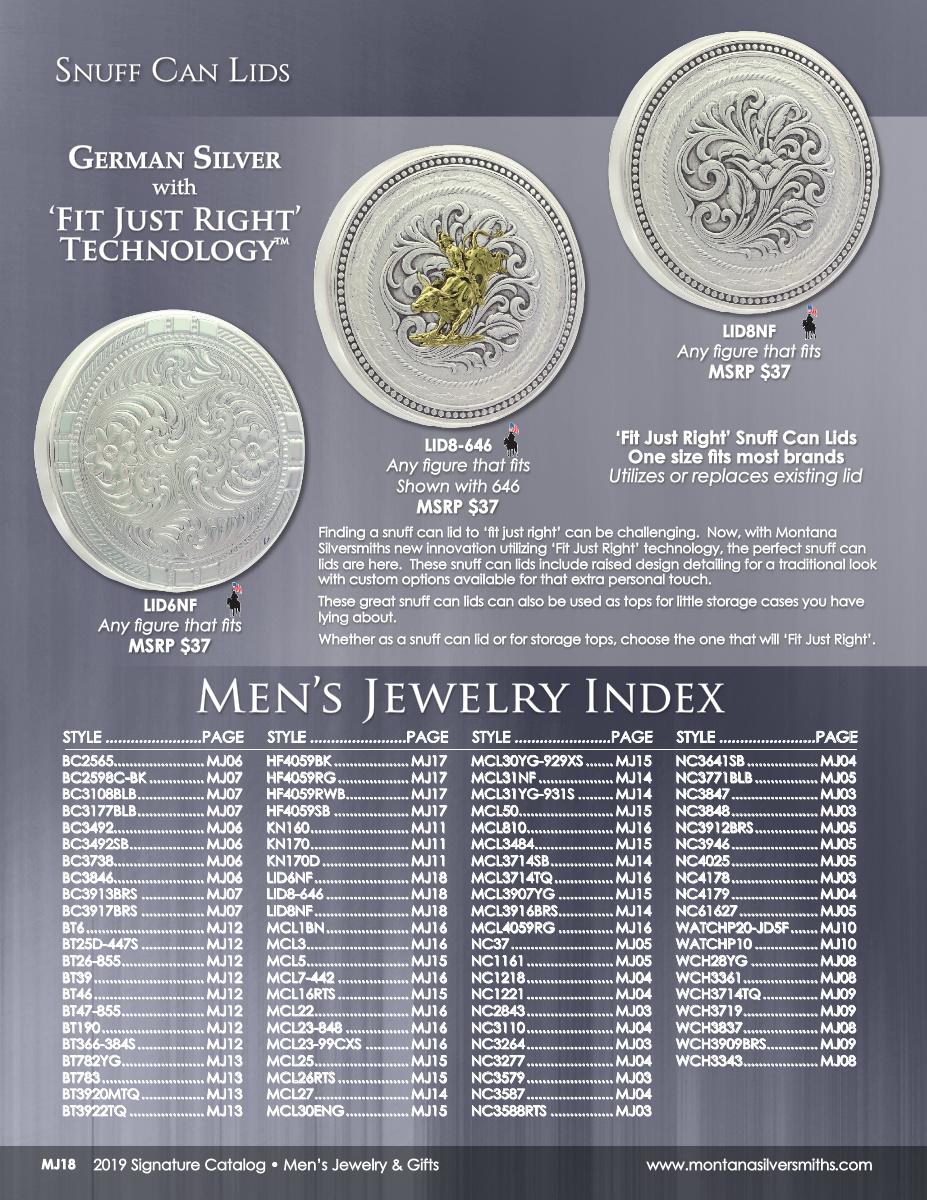 SNUFF CAN LIDS
GERMAN SILVER
with
‘FIT JUST RIGHT’
TECHNOLOGY™
LID8NF
Any figure that fits
MSRP $37
LID8-646
Any figure that fits
Shown with 646
MSRP $37
‘Fit Just Right’ Snuff Can Lids
One size fits most brands
Utilizes or replaces existing lid
LID6NF
Any figure that fits
MSRP $37
Finding a snuff can lid to ‘fit just right’ can be challenging.  Now, with Montana
Silversmiths new innovation utilizing ‘Fit Just Right’ technology, the perfect snuff can
lids are here.  These snuff can lids include raised design detailing for a traditional look
with custom options available for that extra personal touch.
These great snuff can lids can also be used as tops for little storage cases you have
lying about.
Whether as a snuff can lid or for storage tops, choose the one that will ‘Fit Just Right’.
MEN’S JEWELRY INDEX
STYLE .......................PAGE
BC2565...................... MJ06
BC2598C-BK .............. MJ07
BC3108BLB................. MJ07
BC3177BLB................. MJ07
BC3492...................... MJ06
BC3492SB................... MJ06
BC3738...................... MJ06
BC3846...................... MJ06
BC3913BRS ................ MJ07
BC3917BRS ................ MJ07
BT6............................. MJ12
BT25D-447S ................ MJ12
BT26-855.................... MJ12
BT39........................... MJ12
BT46........................... MJ12
BT47-855.................... MJ12
BT190......................... MJ12
BT366-384S ................. MJ12
BT782YG..................... MJ13
BT783......................... MJ13
BT3920MTQ ................ MJ13
BT3922TQ ................... MJ13
STYLE .......................PAGE
HF4059BK ................... MJ17
HF4059RG .................. MJ17
HF4059RWB................ MJ17
HF4059SB ................... MJ17
KN160........................ MJ11
KN170........................ MJ11
KN170D ...................... MJ11
LID6NF....................... MJ18
LID8-646 ..................... MJ18
LID8NF....................... MJ18
MCL1BN .................... MJ16
MCL3......................... MJ16
MCL5......................... MJ15
MCL7-442 .................. MJ16
MCL16RTS .................. MJ15
MCL22....................... MJ16
MCL23-848 ................ MJ16
MCL23-99CXS ........... MJ16
MCL25....................... MJ15
MCL26RTS .................. MJ15
MCL27....................... MJ14
MCL30ENG................ MJ15
STYLE .......................PAGE
MCL30YG-929XS ...... MJ15
MCL31NF .................. MJ14
MCL31YG-931S ........ MJ14
MCL50....................... MJ15
MCL810..................... MJ16
MCL3484................... MJ15
MCL3714SB............... MJ14
MCL3714TQ .............. MJ16
MCL3907YG ............. MJ15
MCL3916BRS............. MJ14
MCL4059RG ............. MJ16
NC37......................... MJ05
NC1161..................... MJ05
NC1218..................... MJ04
NC1221..................... MJ04
NC2843..................... MJ03
NC3110..................... MJ04
NC3264..................... MJ03
NC3277..................... MJ04
NC3579..................... MJ03
NC3587..................... MJ04
NC3588RTS ............... MJ03
STYLE .......................PAGE
NC3641SB................. MJ04
NC3771BLB............... MJ05
NC3847..................... MJ03
NC3848..................... MJ03
NC3912BRS............... MJ05
NC3946..................... MJ05
NC4025..................... MJ05
NC4178..................... MJ03
NC4179..................... MJ04
NC61627................... MJ05
WATCHP20-JD5F....... MJ10
WATCHP10 ............... MJ10
WCH28YG ................ MJ08
WCH3361.................. MJ08
WCH3714TQ ............. MJ09
WCH3719.................. MJ09
WCH3837.................. MJ08
WCH3909BRS............ MJ09
WCH3343.................. MJ08
MJ18 2019 Signature Catalog • Men’s Jewelry & Gifts
www.montanasilversmiths.com